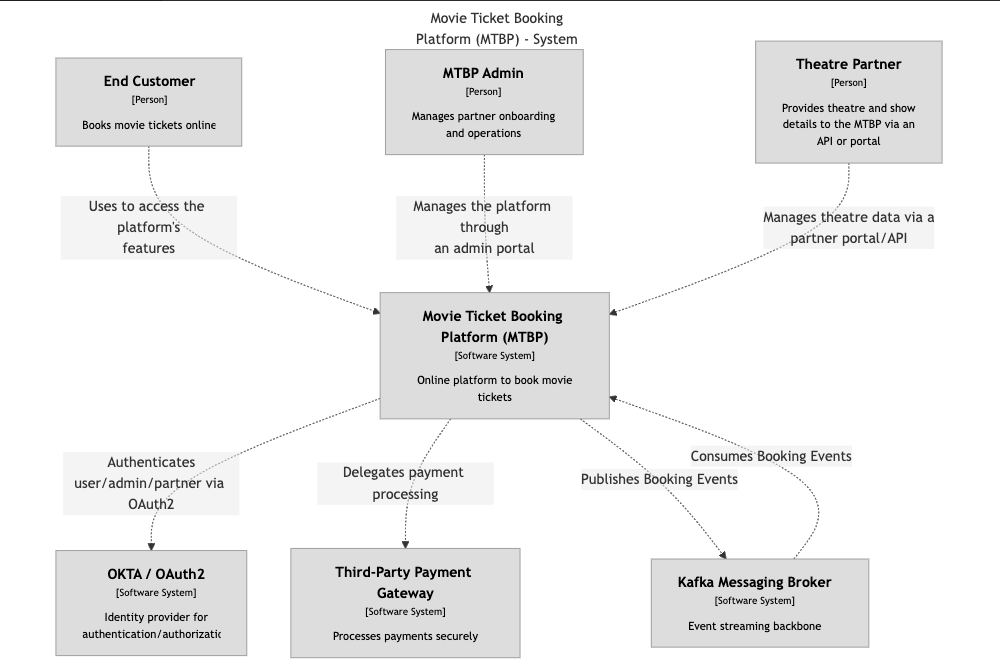 Movie Ticket Booking
Platform (MTBP) - System
End Customer
[Person]
Books movie tickets online
MTBP Admin
[Person]
Manages partner onboarding
and operations
Theatre Partner
[Person]
Provides theatre and show
details to the MTBP via an
API or portal
Uses to access the
platform's
features
Manages the platform
through
an admin portal
Manages theatre data via a
partner portal/API
Movie Ticket Booking
Platform (MTBP)
[Software System]
Online platform to book movie
tickets
Authenticates
user/admin/partner via
OAuth2
Delegates payment
processing
Publishes Booking Events
Consumes Booking Events
OKTA / OAuth2
[Software System]
Identity provider for
authentication/authorizatic
Third-Party Payment
Gateway
[Software System]
Processes payments securely
Kafka Messaging Broker
[Software System]
Event streaming backbone